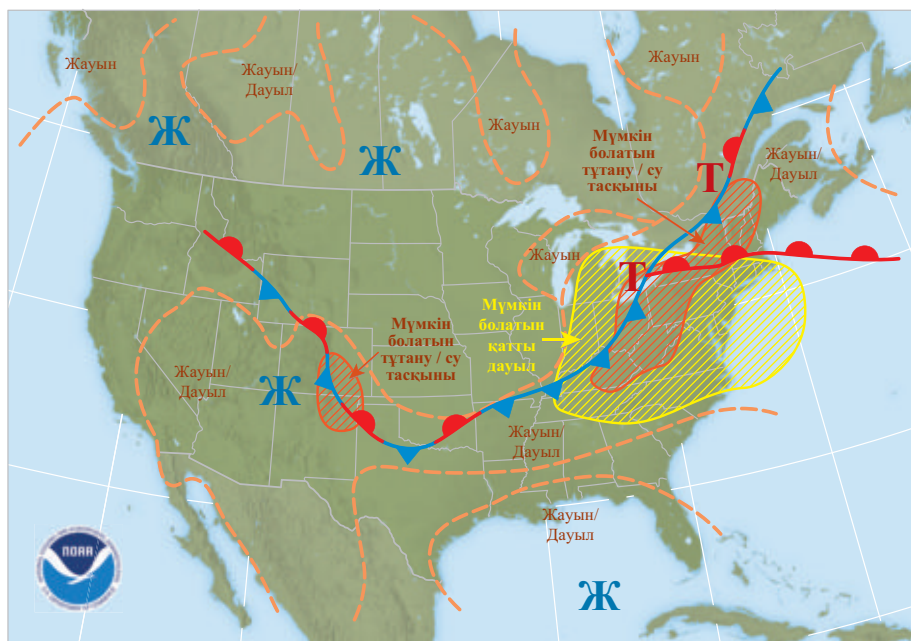 Жауын
Жауын/
Дауыл
Жауын
Жауын
Ж
Ж
Мүмкін
болатын
тұтану / су
тасқыны
Т
Жауын/
Дауыл
Жауын
Т
Мүмкін
болатын
қатты
дауыл
Мүмкін
болатын
тұтану / су
тасқыны
Жауын/
Дауыл
Ж
Жауын/
Дауыл
Жауын/
Дауыл
Ж
NOAA